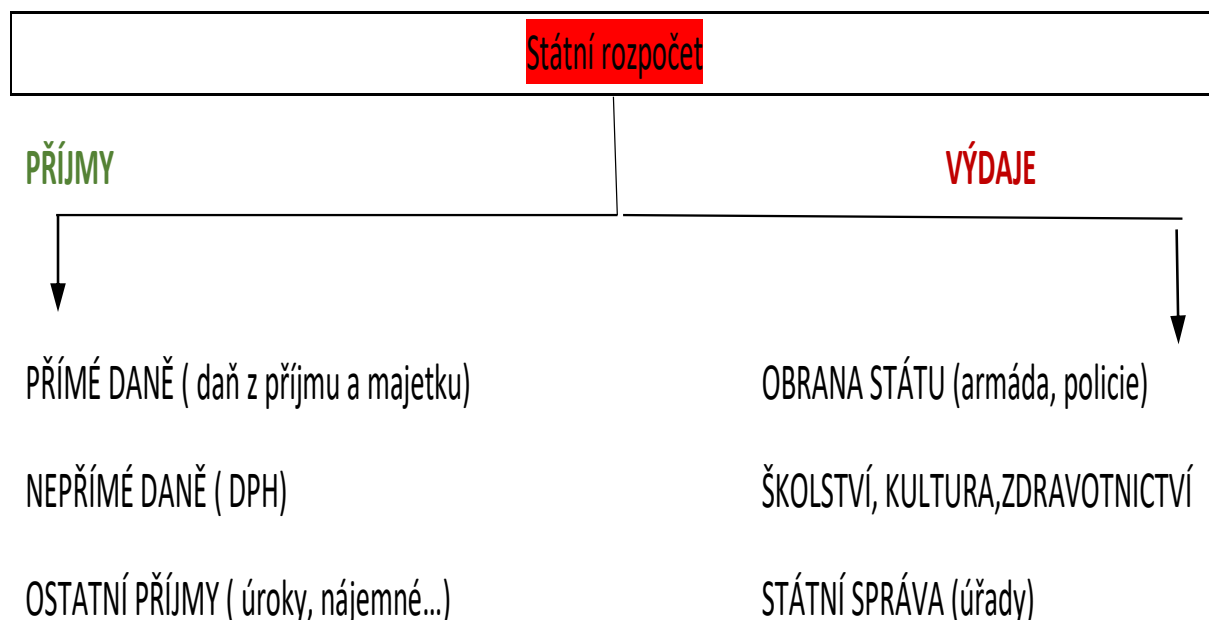 Státní rozpočet
PŘÍJMY
VÝDAJE
PŘÍMÉ DANĚ ( daň z příjmu a majetku)
OBRANA STÁTU (armáda, policie)
NEPŘÍMÉ DANĚ ( DPH)
ŠKOLSTVÍ, KULTURA,ZDRAVOTNICTVÍ
OSTATNÍ PŘÍJMY ( úroky, nájemné...)
STÁTNÍ SPRÁVA (úřady)